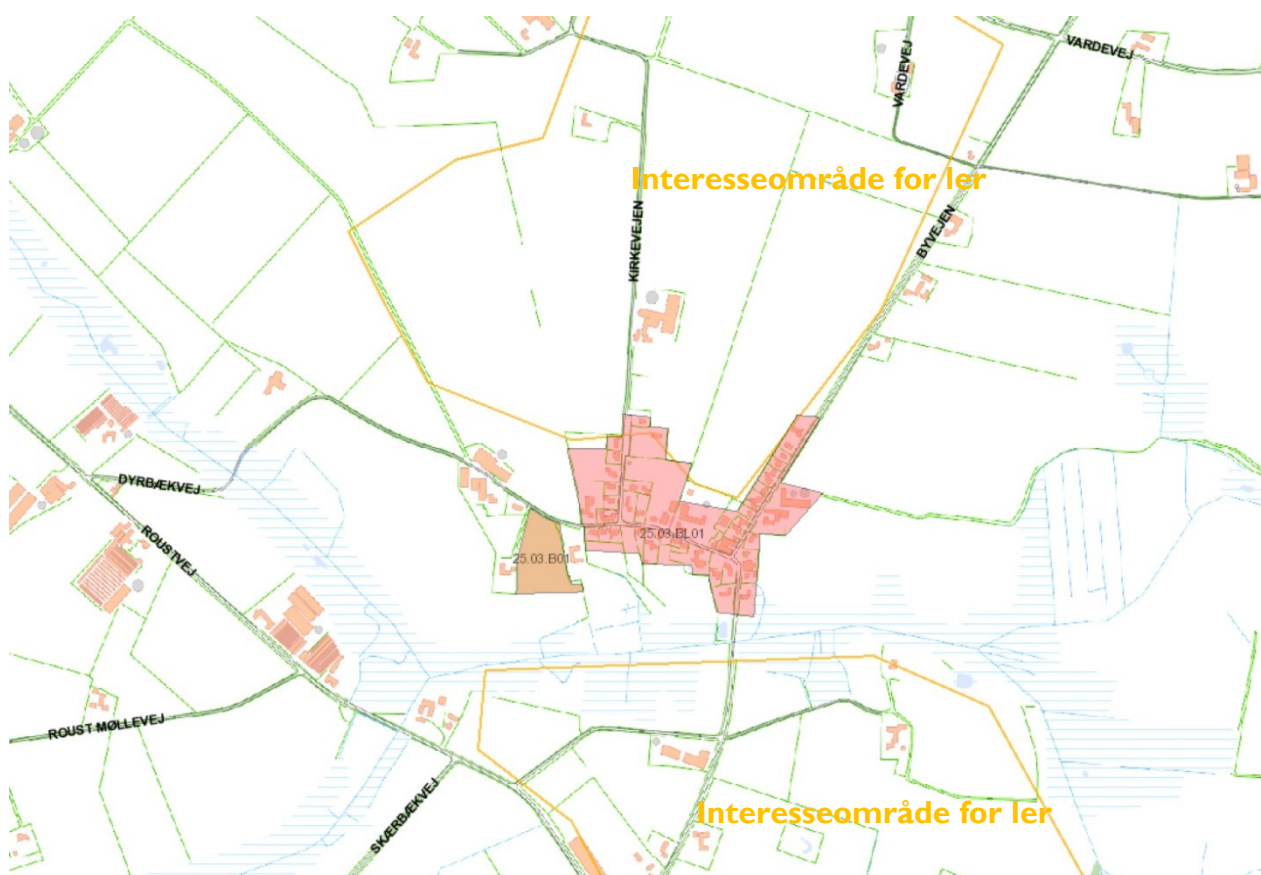 VARDEVEJ
VARDEVEJ
Interesseområde for ler
KIRKEVEJEN
BYVEJEN
DYRBÆKVEJ
ROUSTVEJ
25.03.BL01
25.03.B01
ROUST MØLLEVEJ
SKÆRBÆKVEJ
Interesseområde for ler